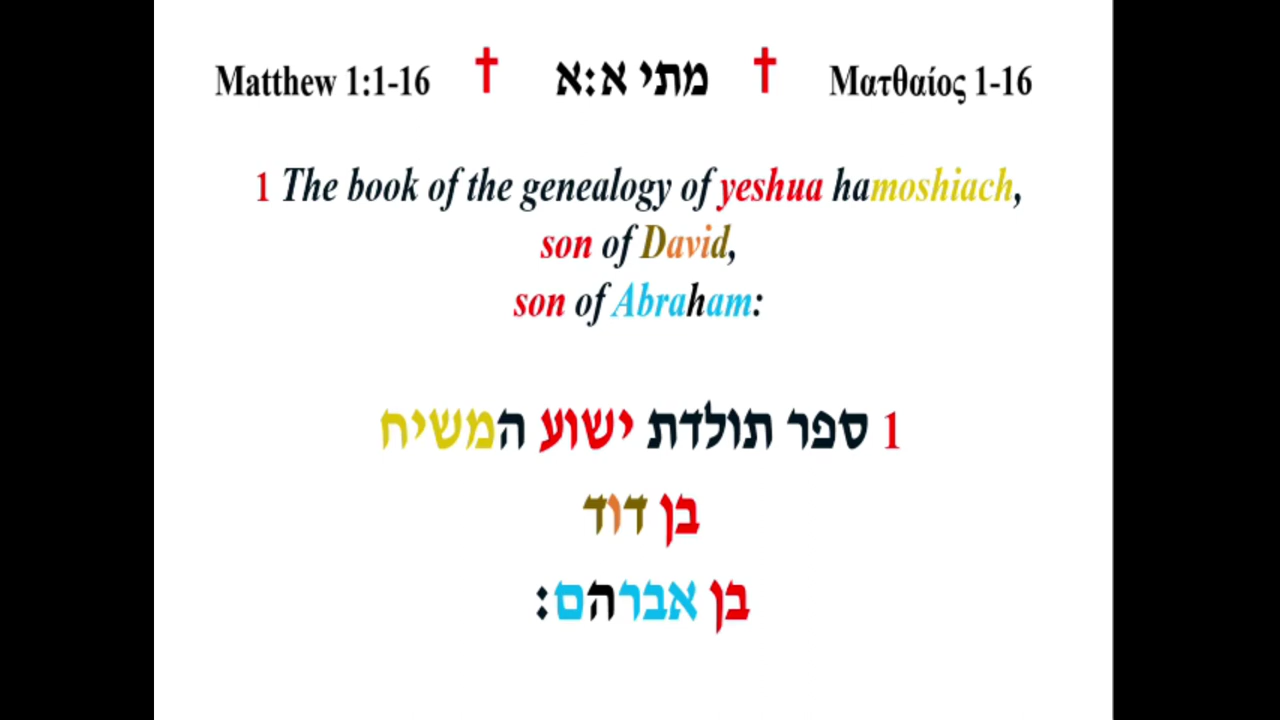 Matthew 1:1-16 ✝ מתי א:א ✝ Ματθαίος 1-16
1 The book of the genealogy of yeshua hamoshiach,
son of David,
son of Abraham:
1 ספר תולדת ישוע המשיח
בן דוד
בן אברהם: